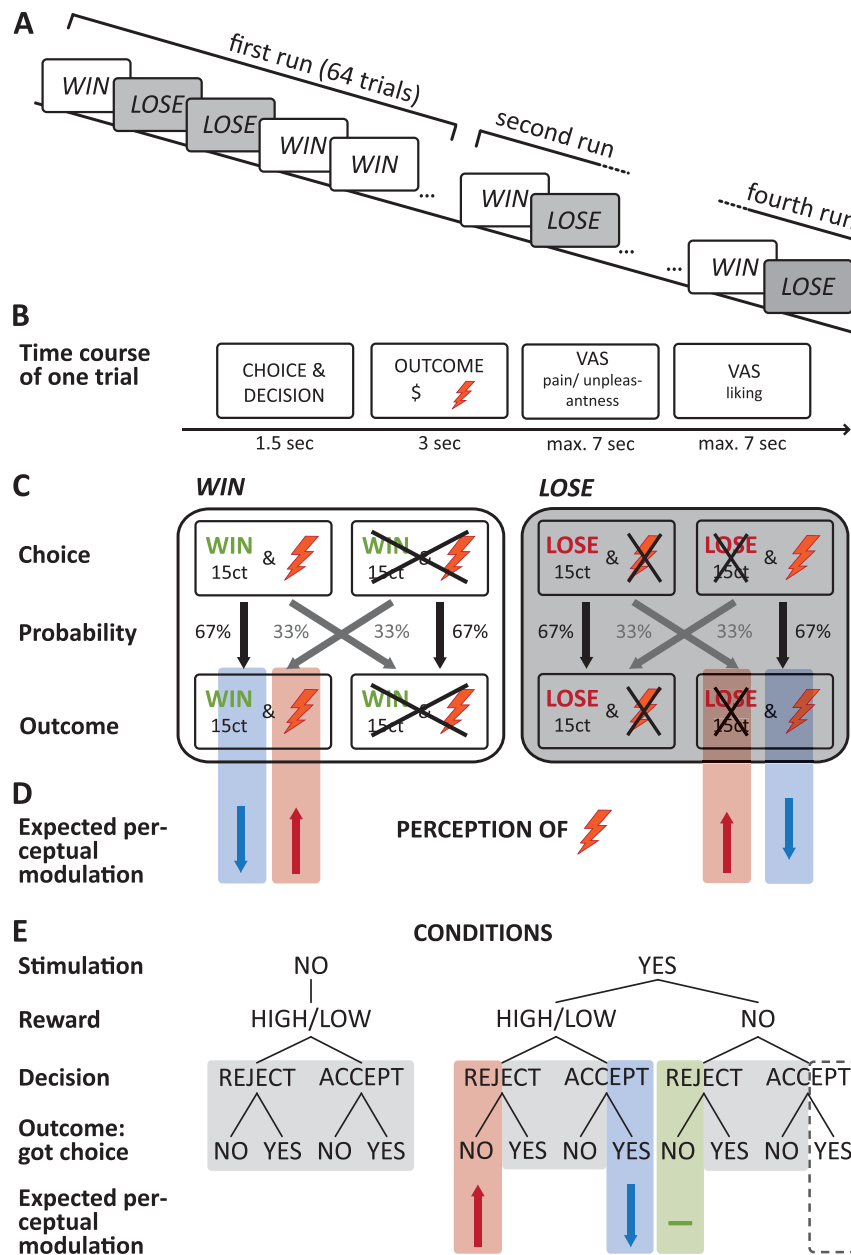 A
first run (64 trials)
second run
fourth run
WIN
LOSE
LOSE
WIN
WIN
...
WIN
LOSE
...
...
WIN
LOSE
B
Time course
of one trial
CHOICE &
DECISION
OUTCOME
$
VAS
pain/ unpleas-
antness
VAS
liking
1.5 sec
3 sec
max. 7 sec
max. 7 sec
C
WIN
LOSE
Choice
WIN
15ct
&
WIN
15ct
&
LOSE
15ct
&
LOSE
15ct
&
Probability
67%
33%
33%
67%
67%
33%
33%
67%
Outcome
WIN
15ct
&
WIN
15ct
&
LOSE
15ct
&
LOSE
15ct
&
D
Expected per-
ceptual
modulation
PERCEPTION OF
E
CONDITIONS
Stimulation
NO
YES
Reward
HIGH/LOW
HIGH/LOW
NO
Decision
REJECT ACCEPT
REJECT ACCEPT
REJECT ACCEPT
Outcome:
got choice
NO YES NO YES
NO YES NO YES
NO YES NO YES
Expected per-
ceptual
modulation